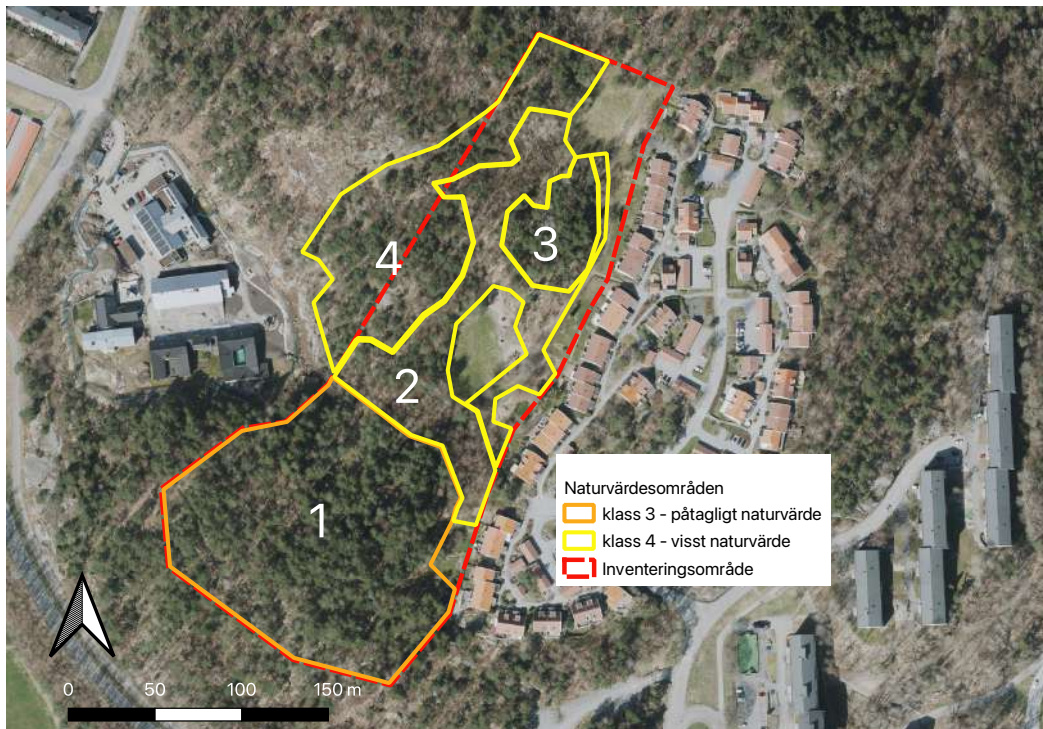 4
3
2
1
Naturvärdesområden
klass 3 - påtagligt naturvärde
klass 4 - visst naturvärde
Inventeringsområde
0 50 100 150 m